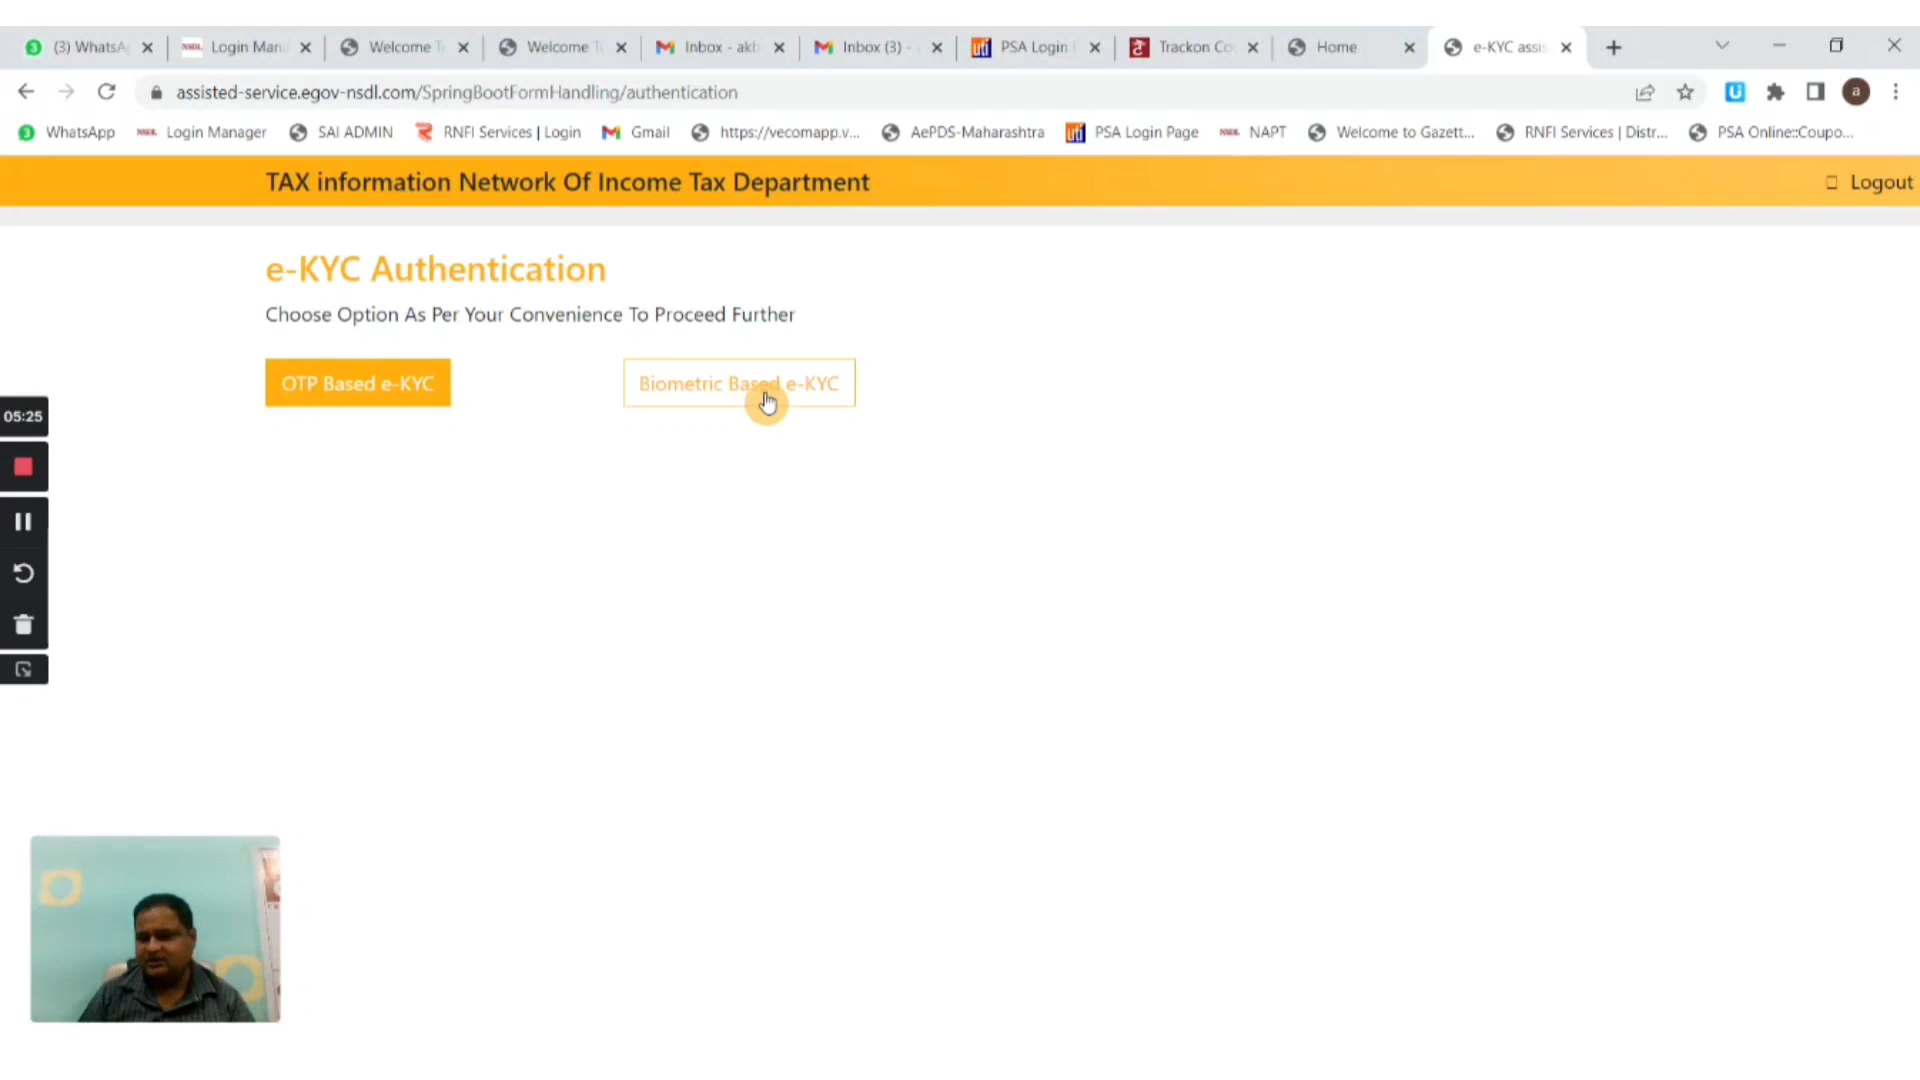 (3) WhatsA
Login Man
Welcome T
Welcome T
Inbox - akl
Inbox (3) -
PSA Login
Trackon Co
Home
e-KYC assi
assisted-service.egov-nsdl.com/SpringBootFormHandling/authentication
a
WhatsApp
Login Manager
SAI ADMIN
RNFI Services | Login
Gmail
https://vecomapp.v...
AePDS-Maharashtra
PSA Login Page
NAPT
Welcome to Gazett...
RNFI Services | Distr...
PSA Online::Coupo...
TAX information Network Of Income Tax Department
Logout
e-KYC Authentication
Choose Option As Per Your Convenience To Proceed Further
OTP Based e-KYC
Biometric Based e-KYC
05:25